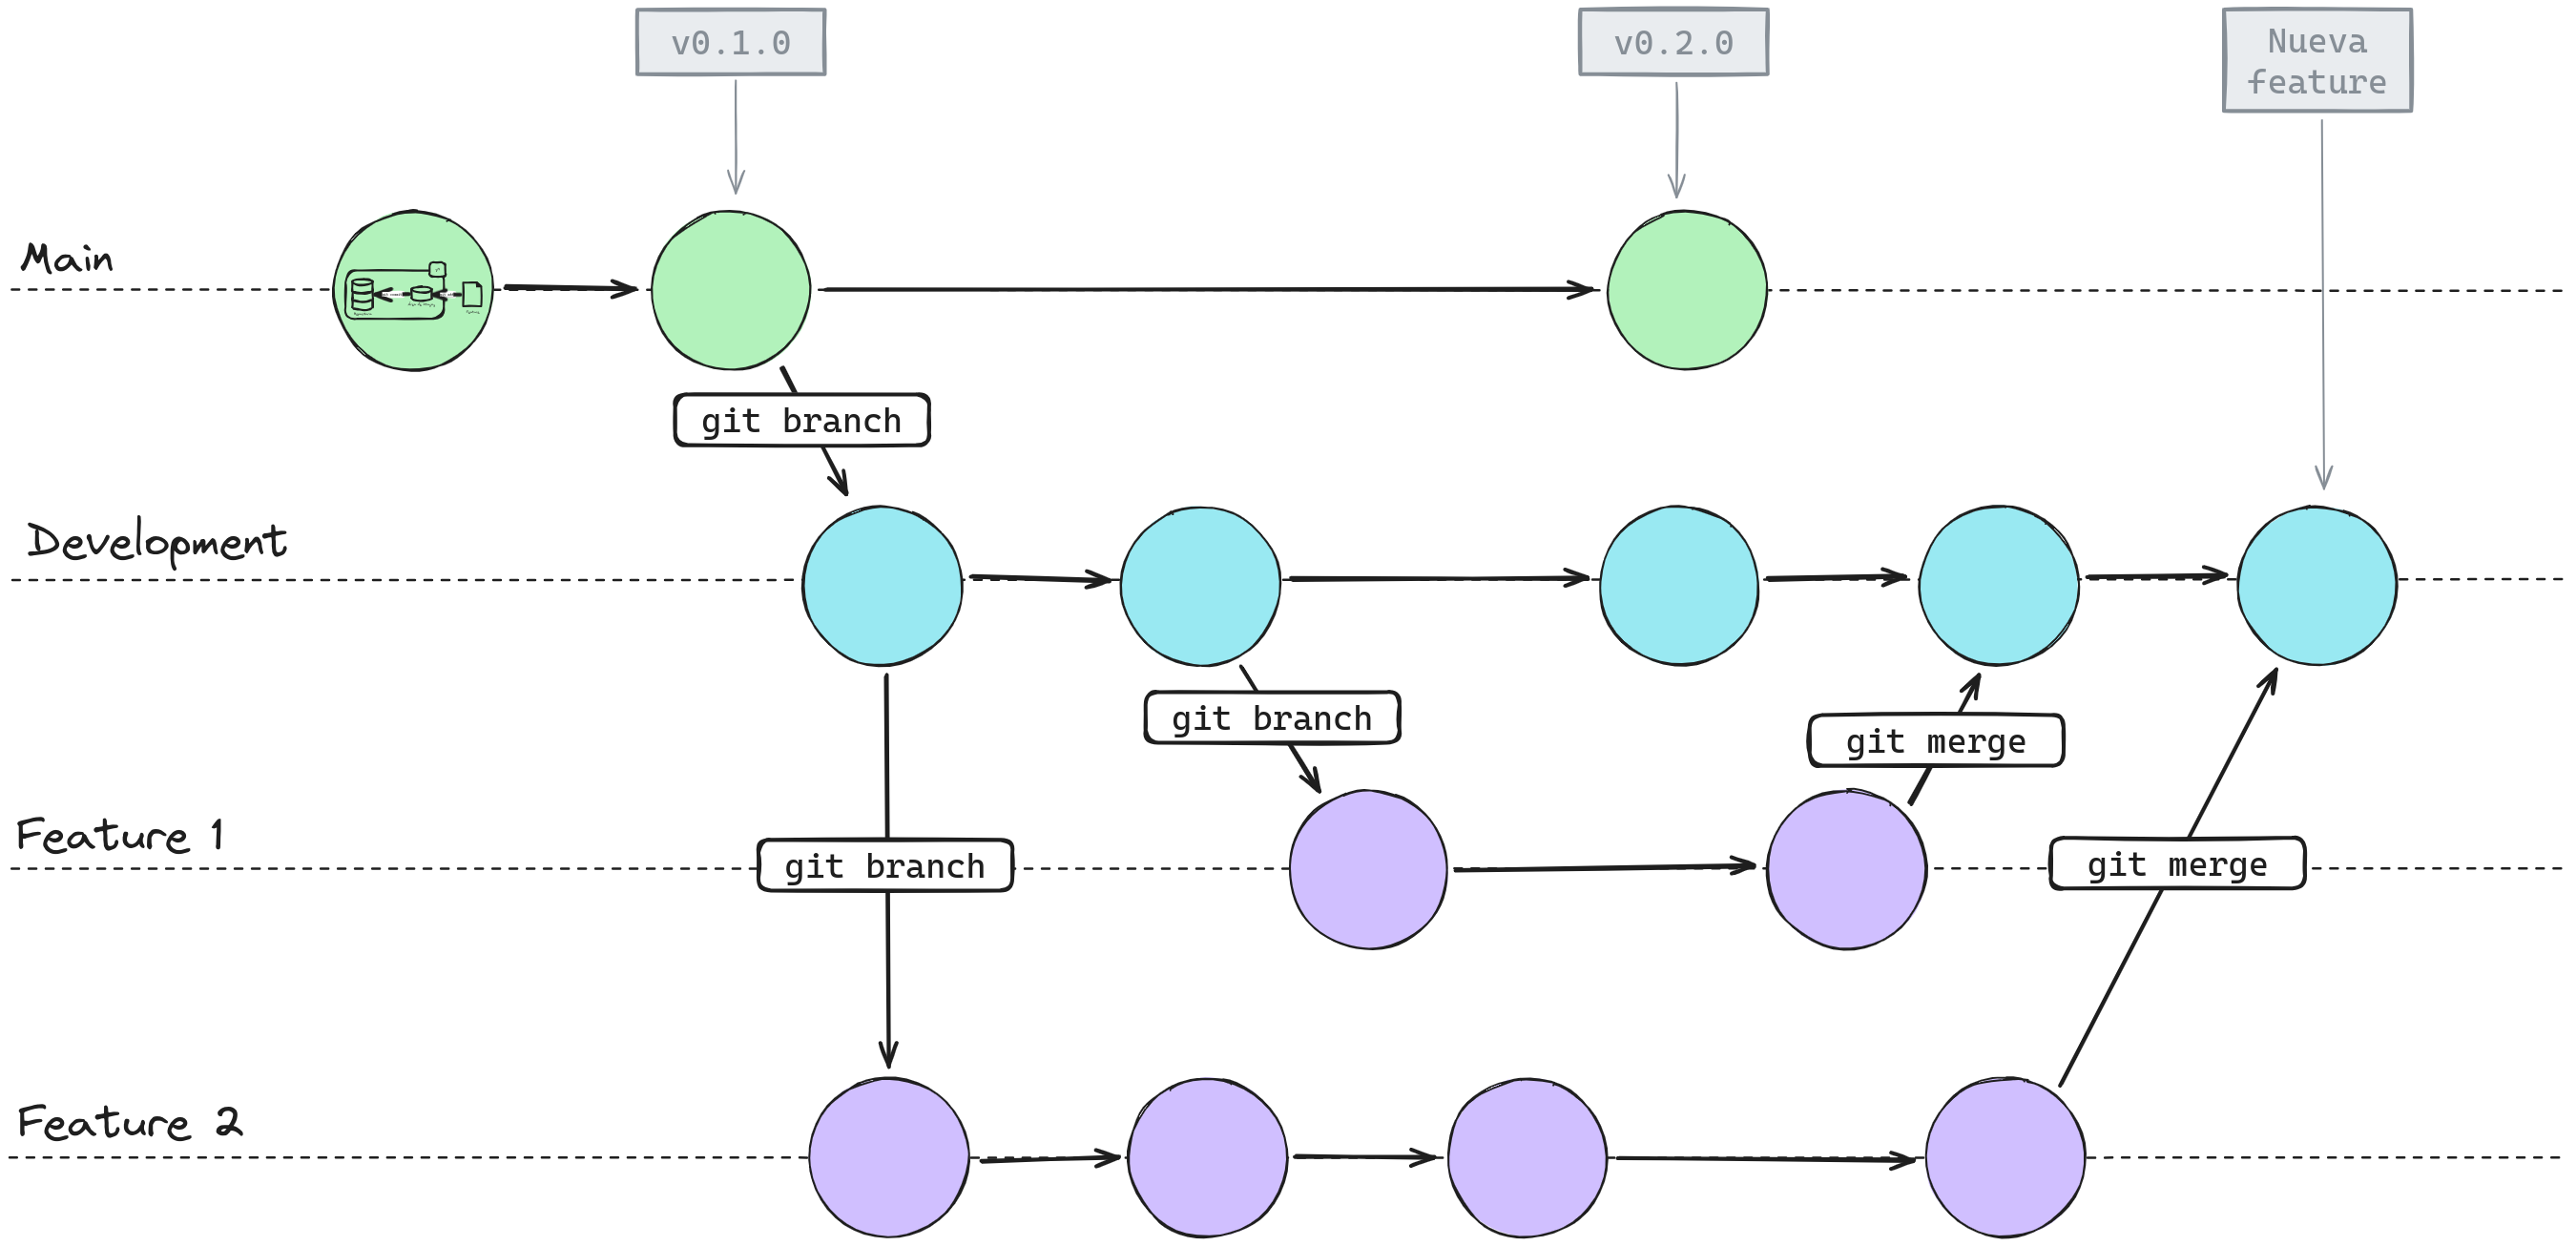 v0.1.0
v0.2.0
Nueva
feature
Main
git branch
Development
git branch
git merge
Feature 1
git branch
git merge
Feature 2